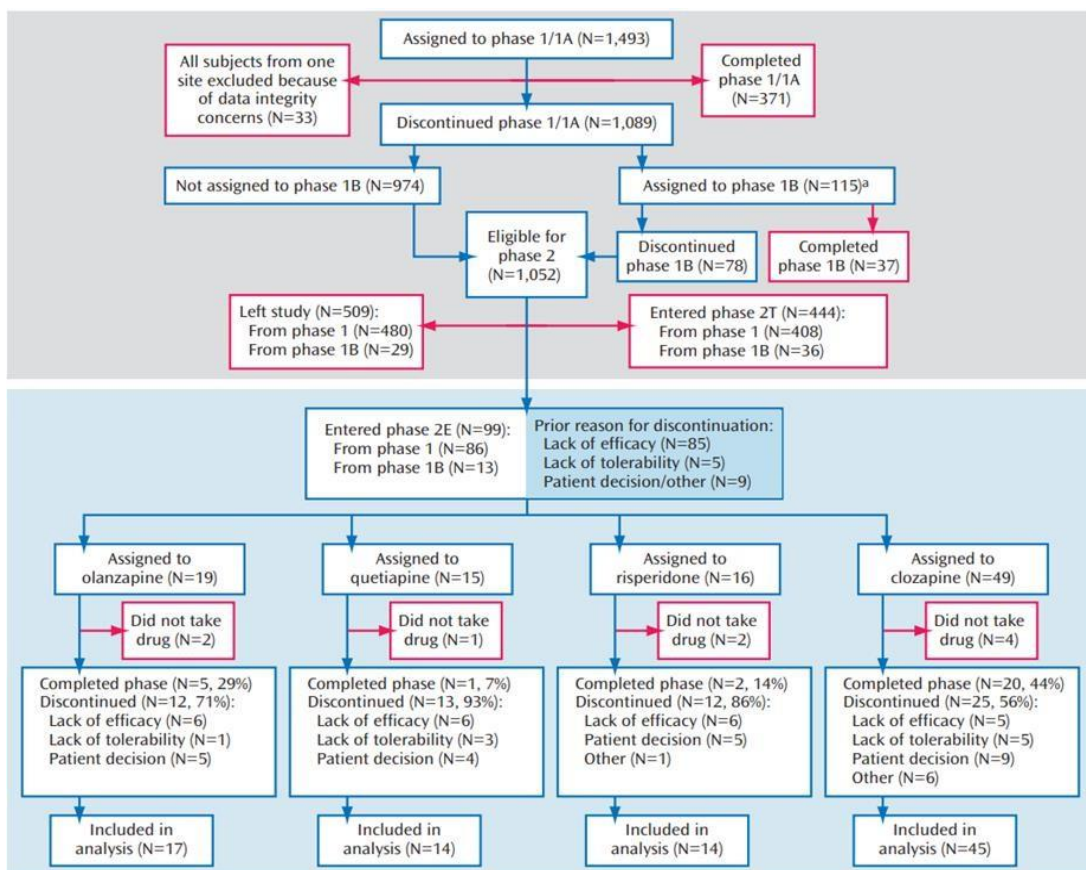 Assigned to phase 1/1A (N=1,493)
All subjects from one
site excluded because
of data integrity
concerns (N=33)
Completed
phase 1/1A
(N=371)
Discontinued phase 1/1A (N=1,089)
Not assigned to phase 1B (N=974)
Assigned to phase 1B (N=115)a
Eligible for
phase 2
(N=1,052)
Discontinued
phase 1B (N=78)
Completed
phase 1B (N=37)
Left study (N=509):
From phase 1 (N=480)
From phase 1B (N=29)
Entered phase 2T (N=444):
From phase 1 (N=408)
From phase 1B (N=36)
Entered phase 2E (N=99):
From phase 1 (N=86)
From phase 1B (N=13)
Prior reason for discontinuation:
Lack of efficacy (N=85)
Lack of tolerability (N=5)
Patient decision/other (N=9)
Assigned to
olanzapine (N=19)
Assigned to
quetiapine (N=15)
Assigned to
risperidone (N=16)
Assigned to
clozapine (N=49)
Did not take
drug (N=2)
Did not take
drug (N=1)
Did not take
drug (N=2)
Did not take
drug (N=4)
Completed phase (N=5, 29%)
Discontinued (N=12, 71%):
Lack of efficacy (N=6)
Lack of tolerability (N=1)
Patient decision (N=5)
Completed phase (N=1, 7%)
Discontinued (N=13, 93%):
Lack of efficacy (N=6)
Lack of tolerability (N=3)
Patient decision (N=4)
Completed phase (N=2, 14%)
Discontinued (N=12, 86%):
Lack of efficacy (N=6)
Patient decision (N=5)
Other (N=1)
Completed phase (N=20, 44%)
Discontinued (N=25, 56%):
Lack of efficacy (N=5)
Lack of tolerability (N=5)
Patient decision (N=9)
Other (N=6)
Included in
analysis (N=17)
Included in
analysis (N=14)
Included in
analysis (N=14)
Included in
analysis (N=45)